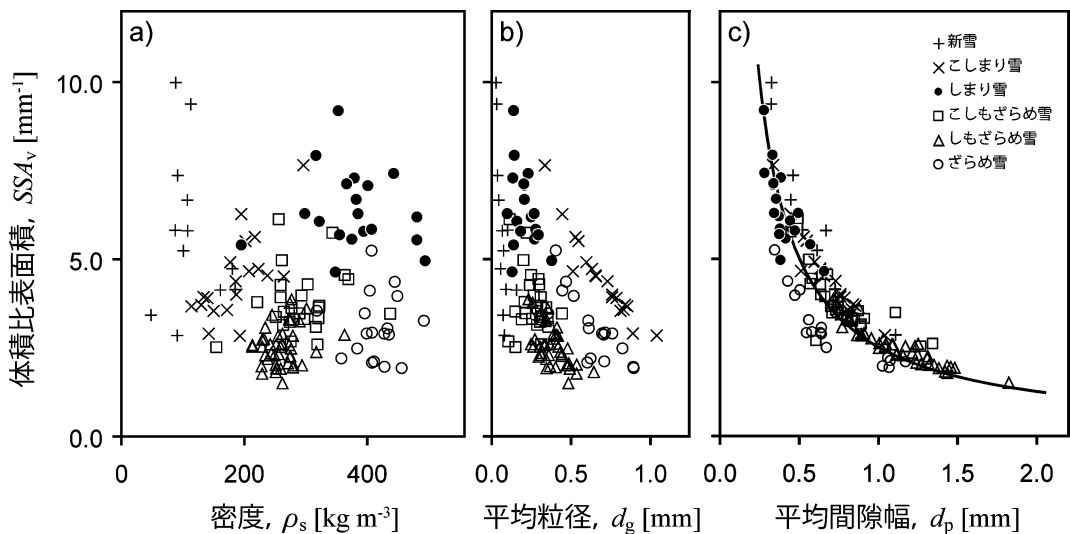 a)
b)
c)
新雪
こしまり雪
しまり雪
こしもざらめ雪
しもざらめ雪
ざらめ雪
体積比表面積, SSAv [mm-1]
10.0
5.0
0.0
0 200 400
0.0 0.5 1.0
0.0 0.5 1.0 1.5 2.0
密度, ρs [kg m-3]
平均粒径, dg [mm]
平均間隙幅, dp [mm]